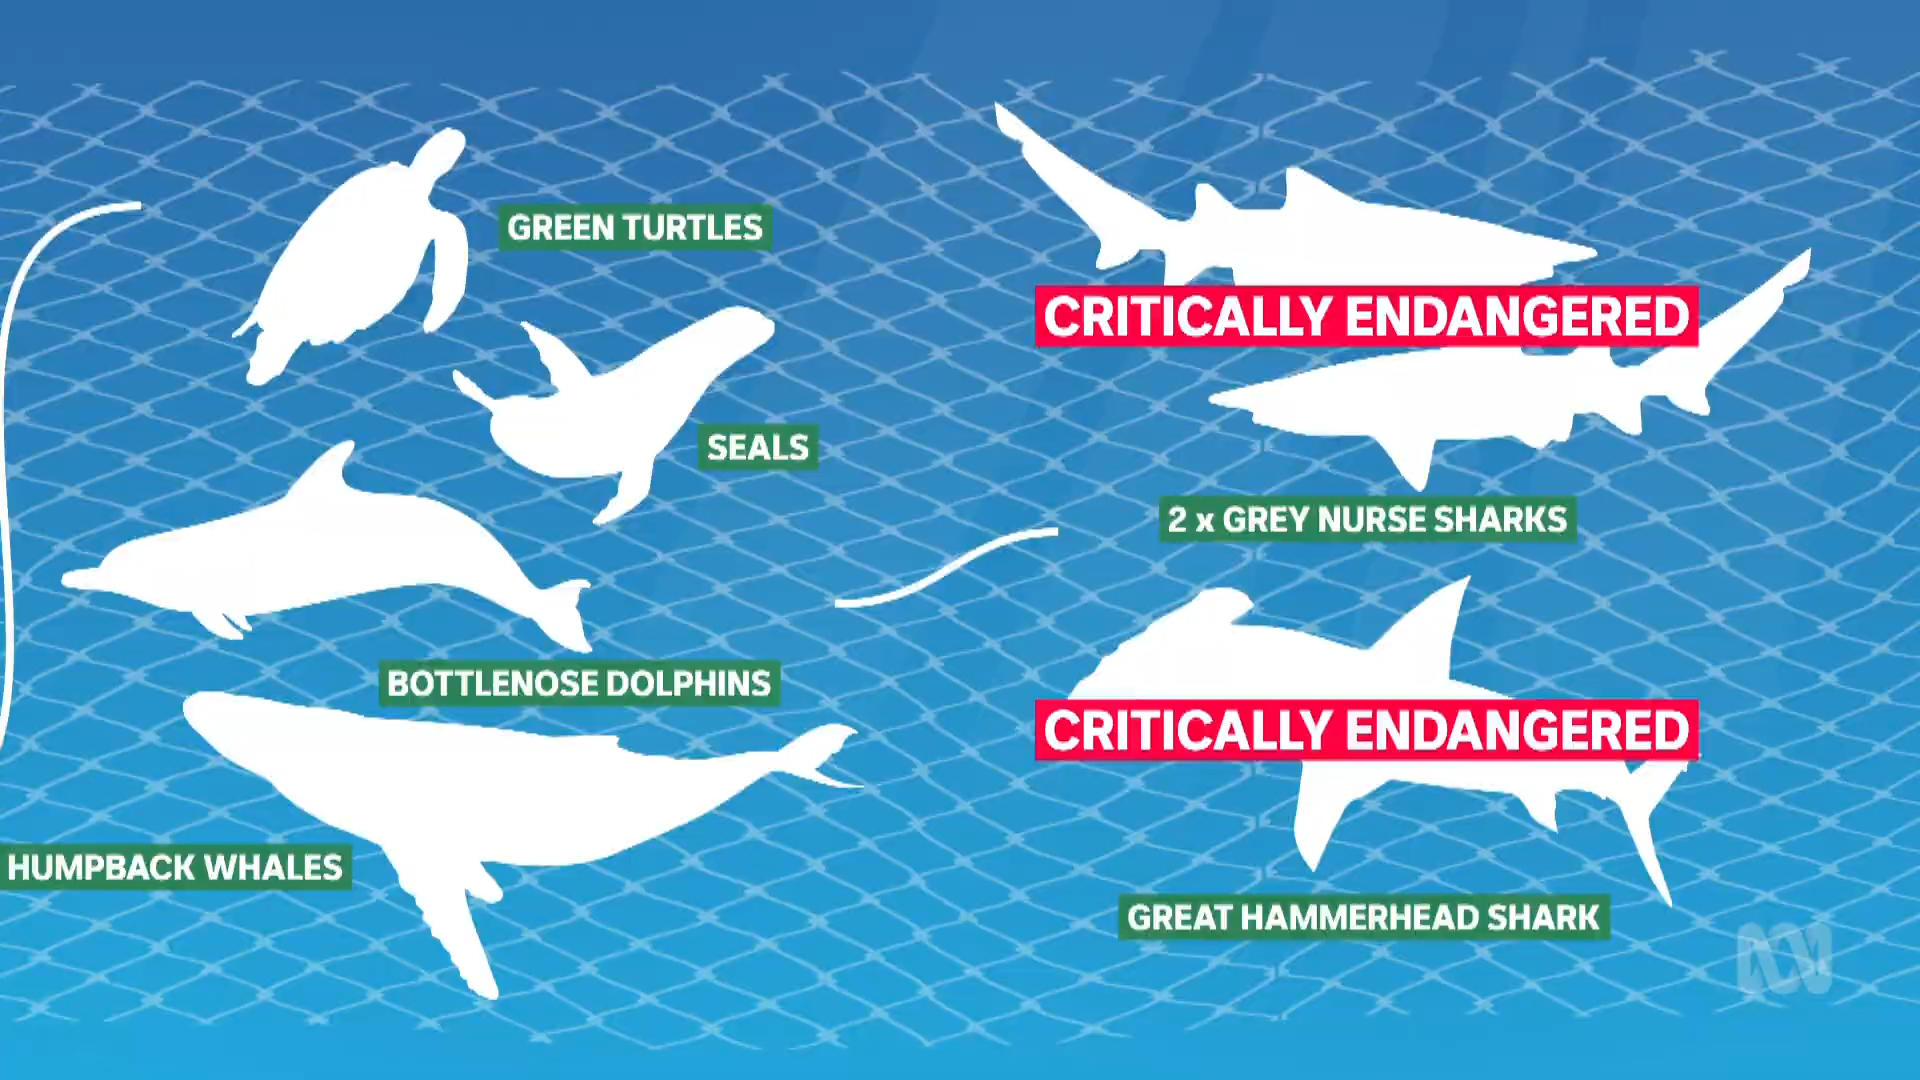 GREEN TURTLES
SEALS
BOTTLENOSE DOLPHINS
HUMPBACK WHALES
CRITICALLY ENDANGERED
2 x GREY NURSE SHARKS
CRITICALLY ENDANGERED
GREAT HAMMERHEAD SHARK